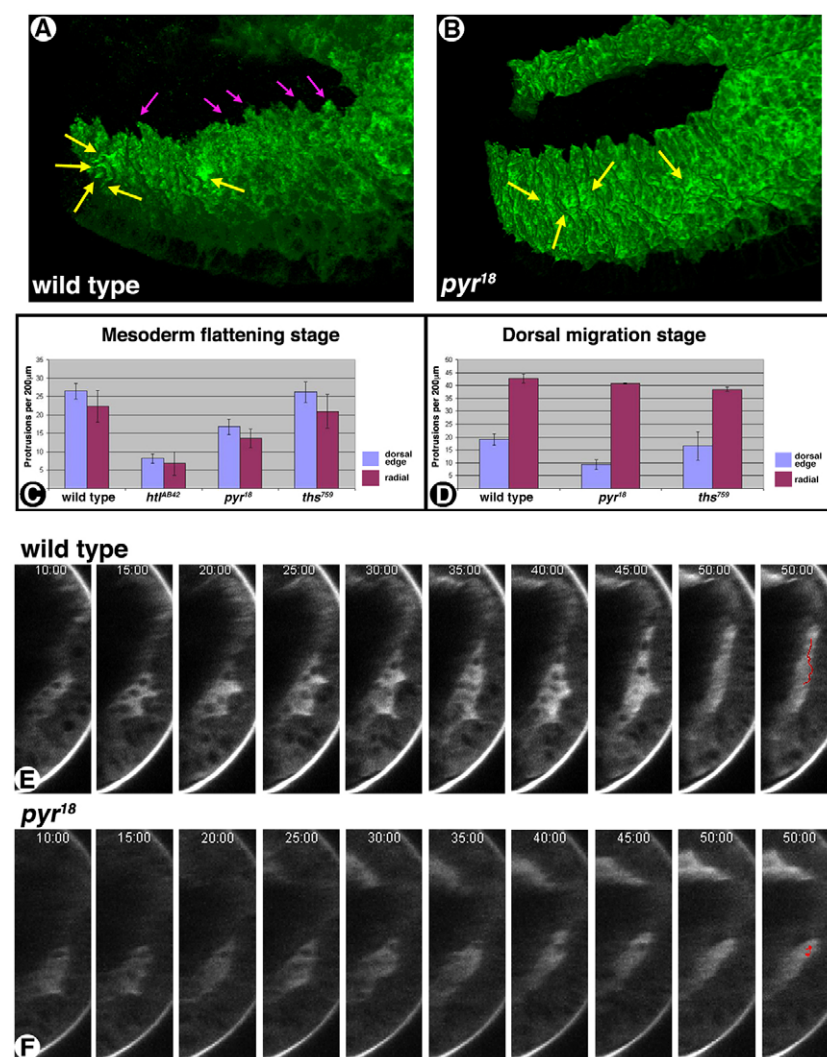 A
B
wild type
pyr18
Mesoderm flattening stage
Protrusions per 200μm
35
30
25
20
15
10
5
wild type
htlAB42
pyr18
ths759
dorsal edge
radial
C
Dorsal migration stage
Protrusions per 200μm
50
45
40
35
30
25
20
15
10
5
wild type
pyr18
ths759
dorsal edge
radial
D
wild type
10:00 15:00 20:00 25:00 30:00 35:00 40:00 45:00 50:00 50:00
E
pyr18
10:00 15:00 20:00 25:00 30:00 35:00 40:00 45:00 50:00 50:00
F